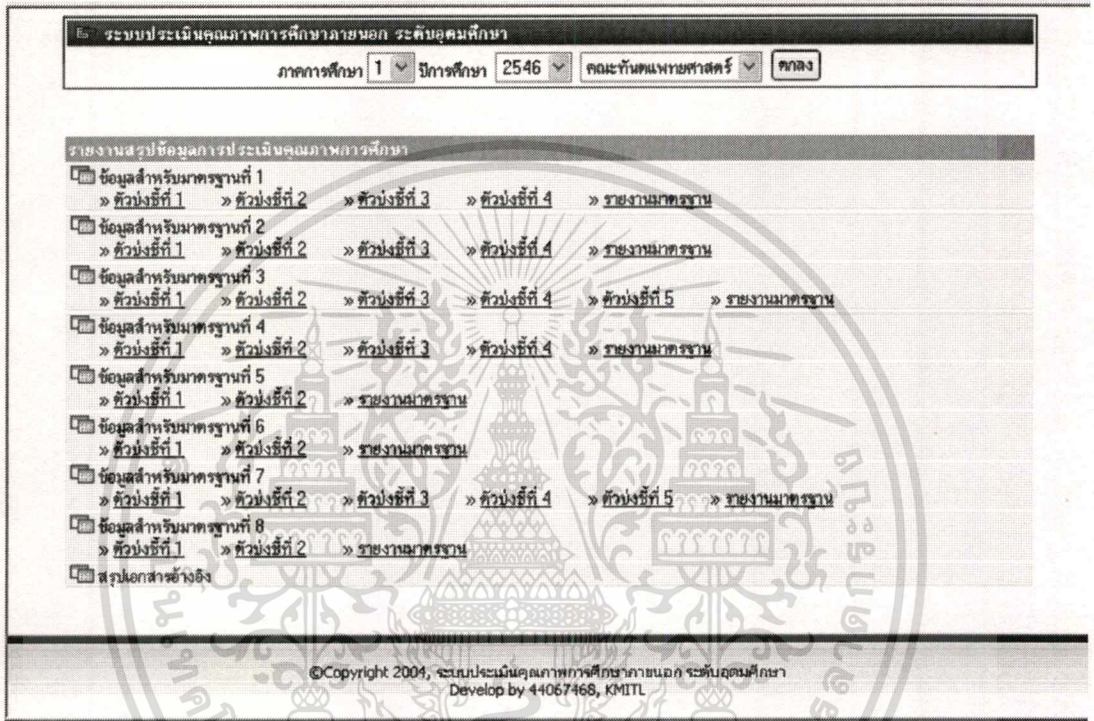 ระบบประเมินคุณภาพการศึกษาภายนอก ระดับอุดมศึกษา
ภาคการศึกษา 1 ปีการศึกษา 2546 คณะทันตแพทยศาสตร์ ตกลง
รายงานสรุปข้อมูลการประเมินคุณภาพการศึกษา
ข้อมูลสำหรับมาตรฐานที่ 1
» ตัวบ่งชี้ที่ 1 » ตัวบ่งชี้ที่ 2 » ตัวบ่งชี้ที่ 3 » ตัวบ่งชี้ที่ 4 » รายงานมาตรฐาน
ข้อมูลสำหรับมาตรฐานที่ 2
» ตัวบ่งชี้ที่ 1 » ตัวบ่งชี้ที่ 2 » ตัวบ่งชี้ที่ 3 » ตัวบ่งชี้ที่ 4 » รายงานมาตรฐาน
ข้อมูลสำหรับมาตรฐานที่ 3
» ตัวบ่งชี้ที่ 1 » ตัวบ่งชี้ที่ 2 » ตัวบ่งชี้ที่ 3 » ตัวบ่งชี้ที่ 4 » ตัวบ่งชี้ที่ 5 » รายงานมาตรฐาน
ข้อมูลสำหรับมาตรฐานที่ 4
» ตัวบ่งชี้ที่ 1 » ตัวบ่งชี้ที่ 2 » ตัวบ่งชี้ที่ 3 » ตัวบ่งชี้ที่ 4 » รายงานมาตรฐาน
ข้อมูลสำหรับมาตรฐานที่ 5
» ตัวบ่งชี้ที่ 1 » ตัวบ่งชี้ที่ 2 » รายงานมาตรฐาน
ข้อมูลสำหรับมาตรฐานที่ 6
» ตัวบ่งชี้ที่ 1 » ตัวบ่งชี้ที่ 2 » รายงานมาตรฐาน
ข้อมูลสำหรับมาตรฐานที่ 7
» ตัวบ่งชี้ที่ 1 » ตัวบ่งชี้ที่ 2 » ตัวบ่งชี้ที่ 3 » ตัวบ่งชี้ที่ 4 » ตัวบ่งชี้ที่ 5 » รายงานมาตรฐาน
ข้อมูลสำหรับมาตรฐานที่ 8
» ตัวบ่งชี้ที่ 1 » ตัวบ่งชี้ที่ 2 » รายงานมาตรฐาน
สรุปเอกสารอ้างอิง
©Copyright 2004, ระบบประเมินคุณภาพการศึกษาภายนอก ระดับอุดมศึกษา
Develop by 44067468, KMITL